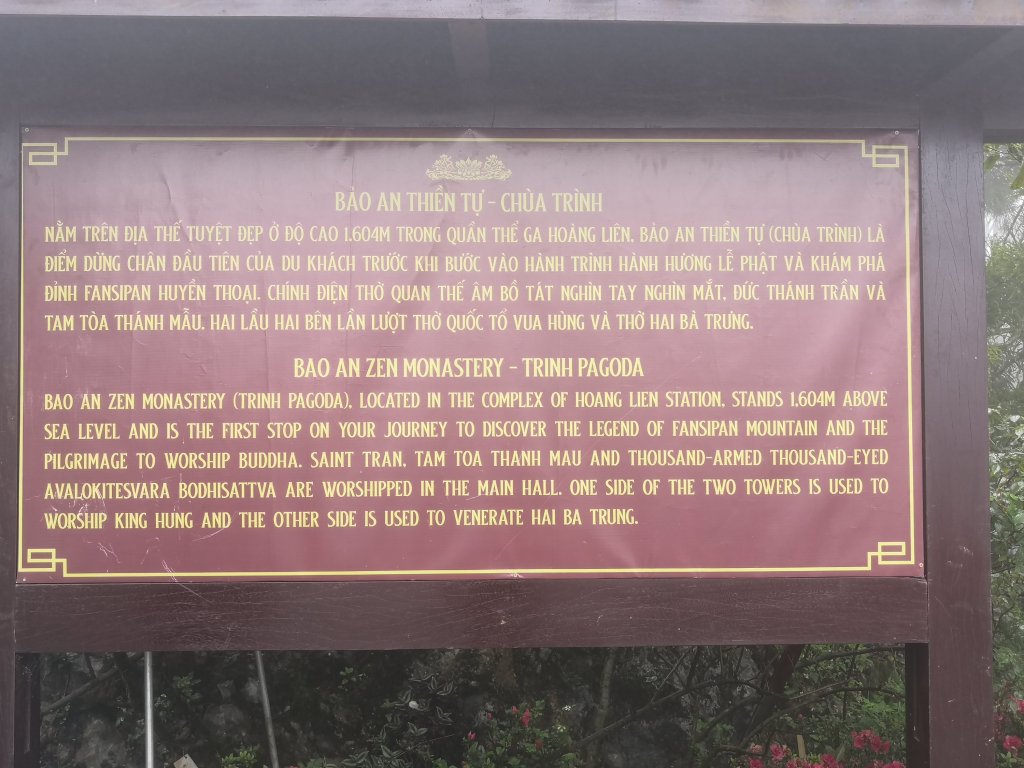 BẢO AN THIỀN TỰ - CHÙA TRÌNH
NẰM TRÊN ĐỊA THẾ TUYỆT ĐẸP Ở ĐỘ CAO 1.604M TRONG QUẦN THỂ GA HOÀNG LIÊN, BẢO AN THIỀN TỰ (CHÙA TRÌNH) LÀ
ĐIỂM DỪNG CHÂN ĐẦU TIÊN CỦA DU KHÁCH TRƯỚC KHI BƯỚC VÀO HÀNH TRÌNH HÀNH HƯƠNG LỄ PHẬT VÀ KHÁM PHÁ
ĐỈNH FANSIPAN HUYỀN THOẠI. CHÍNH ĐIỆN THỜ QUAN THẾ ÂM BỒ TÁT NGHÌN TAY NGHÌN MẮT, ĐỨC THÁNH TRẦN VÀ
TAM TÒA THÁNH MẪU. HAI LẦU HAI BÊN LẦN LƯỢT THỜ QUỐC TỔ VUA HÙNG VÀ THỜ HAI BÀ TRƯNG.
BAO AN ZEN MONASTERY - TRINH PAGODA
BAO AN ZEN MONASTERY (TRINH PAGODA), LOCATED IN THE COMPLEX OF HOANG LIEN STATION, STANDS 1,604M ABOVE
SEA LEVEL AND IS THE FIRST STOP ON YOUR JOURNEY TO DISCOVER THE LEGEND OF FANSIPAN MOUNTAIN AND THE
PILGRIMAGE TO WORSHIP BUDDHA. SAINT TRAN, TAM TOA THANH MAU AND THOUSAND-ARMED THOUSAND-EYED
AVALOKITESVARA BODHISATTVA ARE WORSHIPPED IN THE MAIN HALL. ONE SIDE OF THE TWO TOWERS IS USED TO
WORSHIP KING HUNG AND THE OTHER SIDE IS USED TO VENERATE HAI BA TRUNG.